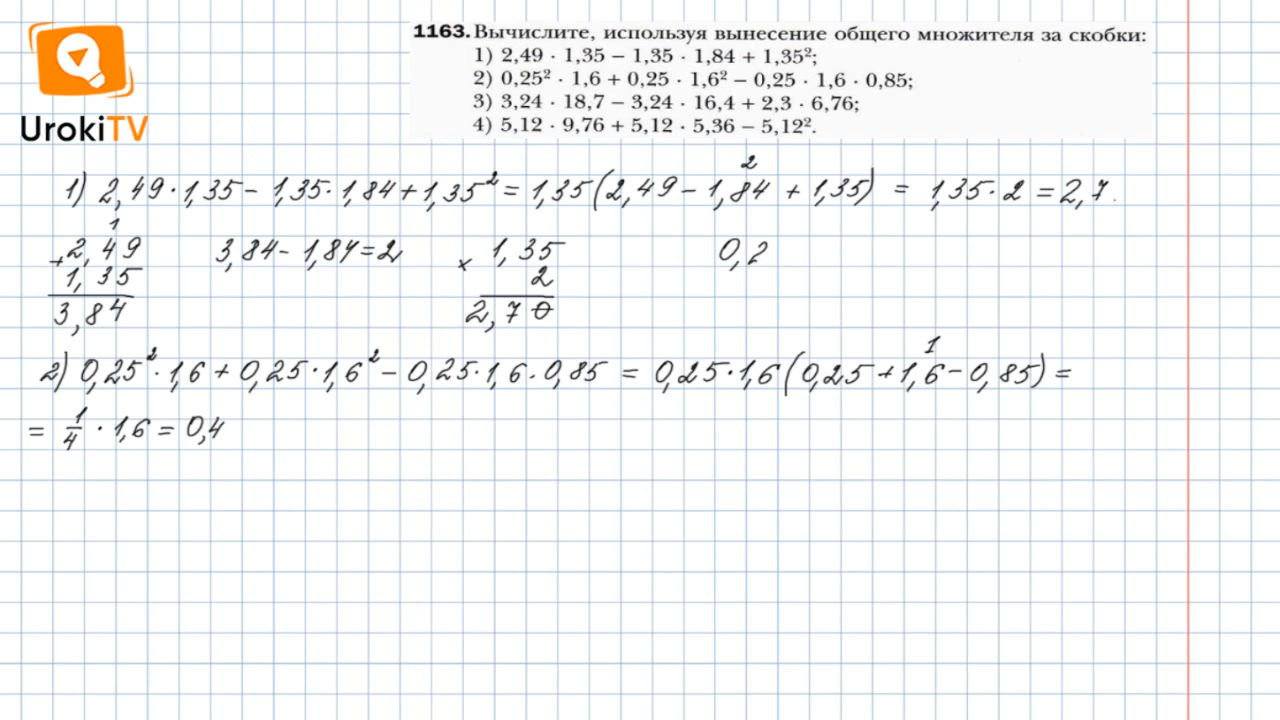 UrokiTV
1163. Вычислите, используя вынесение общего множителя за скобки:
1) 2,49 · 1,35 – 1,35 · 1,84 + 1,35²;
2) 0,25² · 1,6 + 0,25 · 1,6² – 0,25 · 1,6 · 0,85;
3) 3,24 · 18,7 – 3,24 · 16,4 + 2,3 · 6,76;
4) 5,12 · 9,76 + 5,12 · 5,36 – 5,12².
2
1) 2,49 · 1,35 – 1,35 · 1,84 + 1,35² = 1,35 (2,49 – 1,84 + 1,35) = 1,35 · 2 = 2,7.
1
+ 2,49 3,84 – 1,84 = 2 × 1,35 0,2
1,35 2
3,84 2,70
1
2) 0,25² · 1,6 + 0,25 · 1,6² – 0,25 · 1,6 · 0,85 = 0,25 · 1,6 (0,25 + 1,6 – 0,85) =
= 1/4 · 1,6 = 0,4